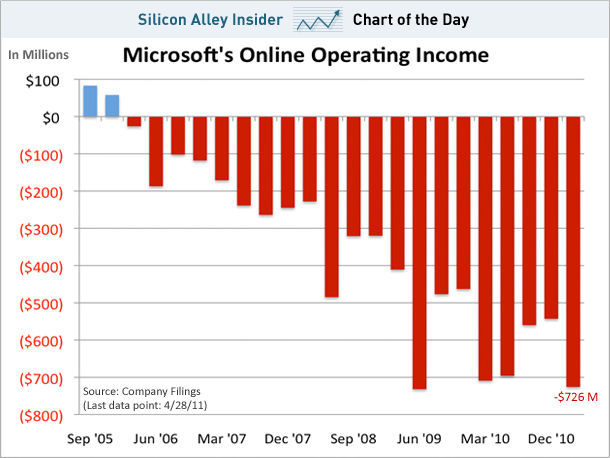 Silicon Alley Insider Chart of the Day
In Millions
Microsoft's Online Operating Income
$100
$0
($100)
($200)
($300)
($400)
($500)
($600)
($700)
($800)
Source: Company Filings
(Last data point: 4/28/11)
-$726 M
Sep '05 Jun '06 Mar '07 Dec '07 Sep '08 Jun '09 Mar '10 Dec '10